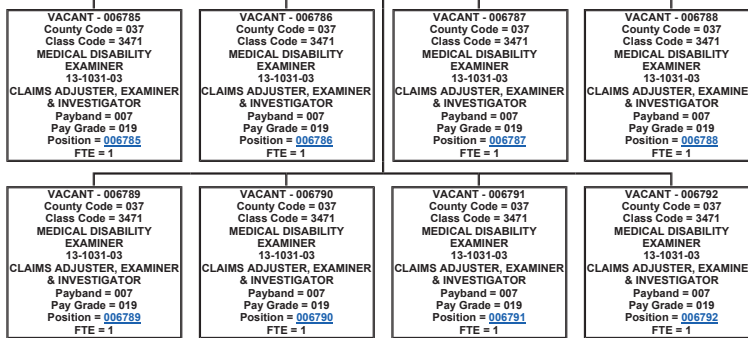 VACANT - 006785
County Code = 037
Class Code = 3471
MEDICAL DISABILITY
EXAMINER
13-1031-03
CLAIMS ADJUSTER, EXAMINER
& INVESTIGATOR
Payband = 007
Pay Grade = 019
Position = 006785
FTE = 1
VACANT - 006786
County Code = 037
Class Code = 3471
MEDICAL DISABILITY
EXAMINER
13-1031-03
CLAIMS ADJUSTER, EXAMINER
& INVESTIGATOR
Payband = 007
Pay Grade = 019
Position = 006786
FTE = 1
VACANT - 006787
County Code = 037
Class Code = 3471
MEDICAL DISABILITY
EXAMINER
13-1031-03
CLAIMS ADJUSTER, EXAMINER
& INVESTIGATOR
Payband = 007
Pay Grade = 019
Position = 006787
FTE = 1
VACANT - 006788
County Code = 037
Class Code = 3471
MEDICAL DISABILITY
EXAMINER
13-1031-03
CLAIMS ADJUSTER, EXAMINE
& INVESTIGATOR
Payband = 007
Pay Grade = 019
Position = 006788
FTE = 1
VACANT - 006789
County Code = 037
Class Code = 3471
MEDICAL DISABILITY
EXAMINER
13-1031-03
CLAIMS ADJUSTER, EXAMINER
& INVESTIGATOR
Payband = 007
Pay Grade = 019
Position = 006789
FTE = 1
VACANT - 006790
County Code = 037
Class Code = 3471
MEDICAL DISABILITY
EXAMINER
13-1031-03
CLAIMS ADJUSTER, EXAMINER
& INVESTIGATOR
Payband = 007
Pay Grade = 019
Position = 006790
FTE = 1
VACANT - 006791
County Code = 037
Class Code = 3471
MEDICAL DISABILITY
EXAMINER
13-1031-03
CLAIMS ADJUSTER, EXAMINER
& INVESTIGATOR
Payband = 007
Pay Grade = 019
Position = 006791
FTE = 1
VACANT - 006792
County Code = 037
Class Code = 3471
MEDICAL DISABILITY
EXAMINER
13-1031-03
CLAIMS ADJUSTER, EXAMINE
& INVESTIGATOR
Payband = 007
Pay Grade = 019
Position = 006792
FTE = 1